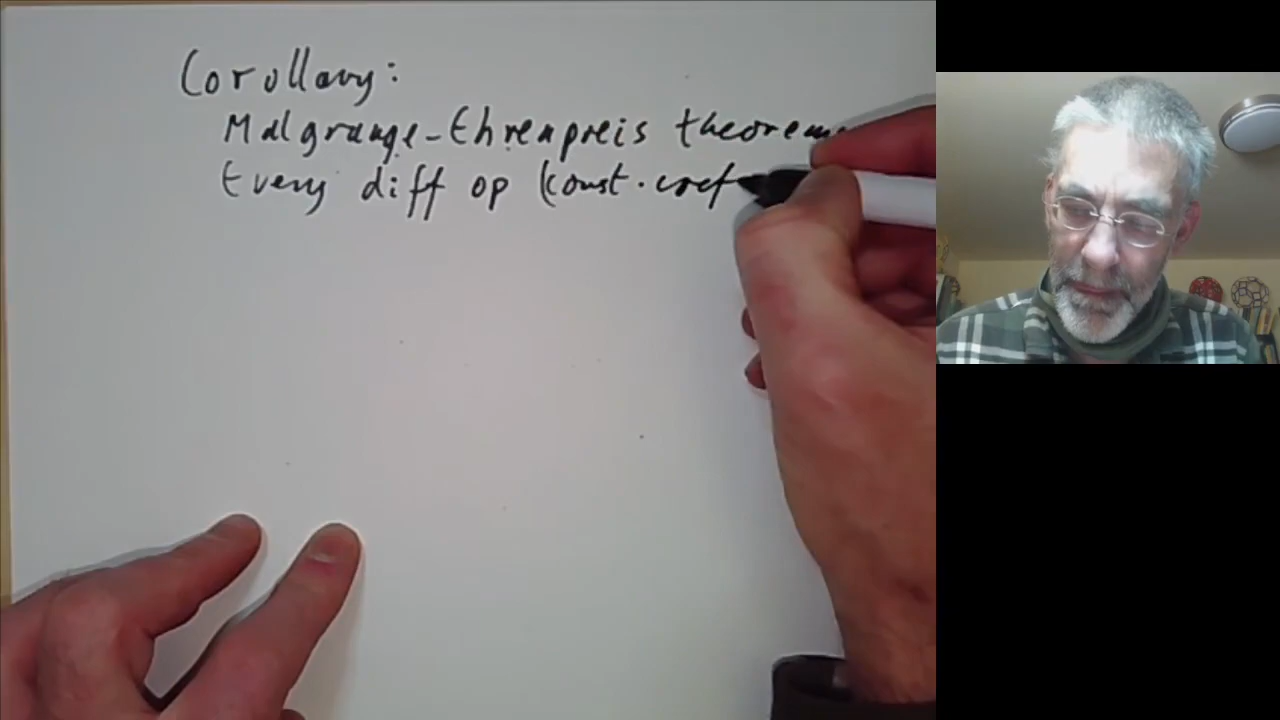 Corollary:
Malgrange-Ehrenpreis theorem
Every diff op (const.coef